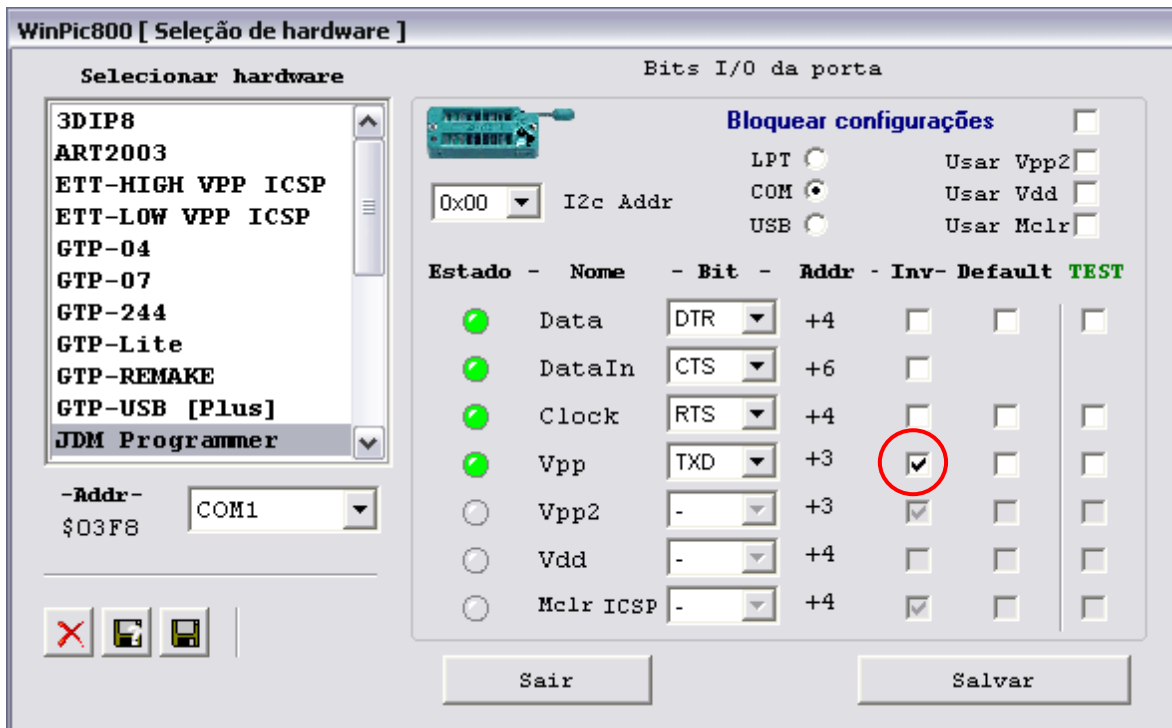 WinPic800 [ Seleção de hardware ]
Selecionar hardware
3DIP8
ART2003
ETT-HIGH VPP ICSP
ETT-LOW VPP ICSP
GTP-04
GTP-07
GTP-244
GTP-Lite
GTP-REMAKE
GTP-USB [Plus]
JDM Programmer
-Addr-
$03F8
COM1
Bits I/O da porta
Bloquear configurações
LPT Usar Vpp2
0x00 I2c Addr COM Usar Vdd
USB Usar Mclr
Estado - Nome - Bit - Addr - Inv- Default TEST
Data DTR +4
DataIn CTS +6
Clock RTS +4
Vpp TXD +3
Vpp2 - +3
Vdd - +4
Mclr ICSP - +4
Sair Salvar